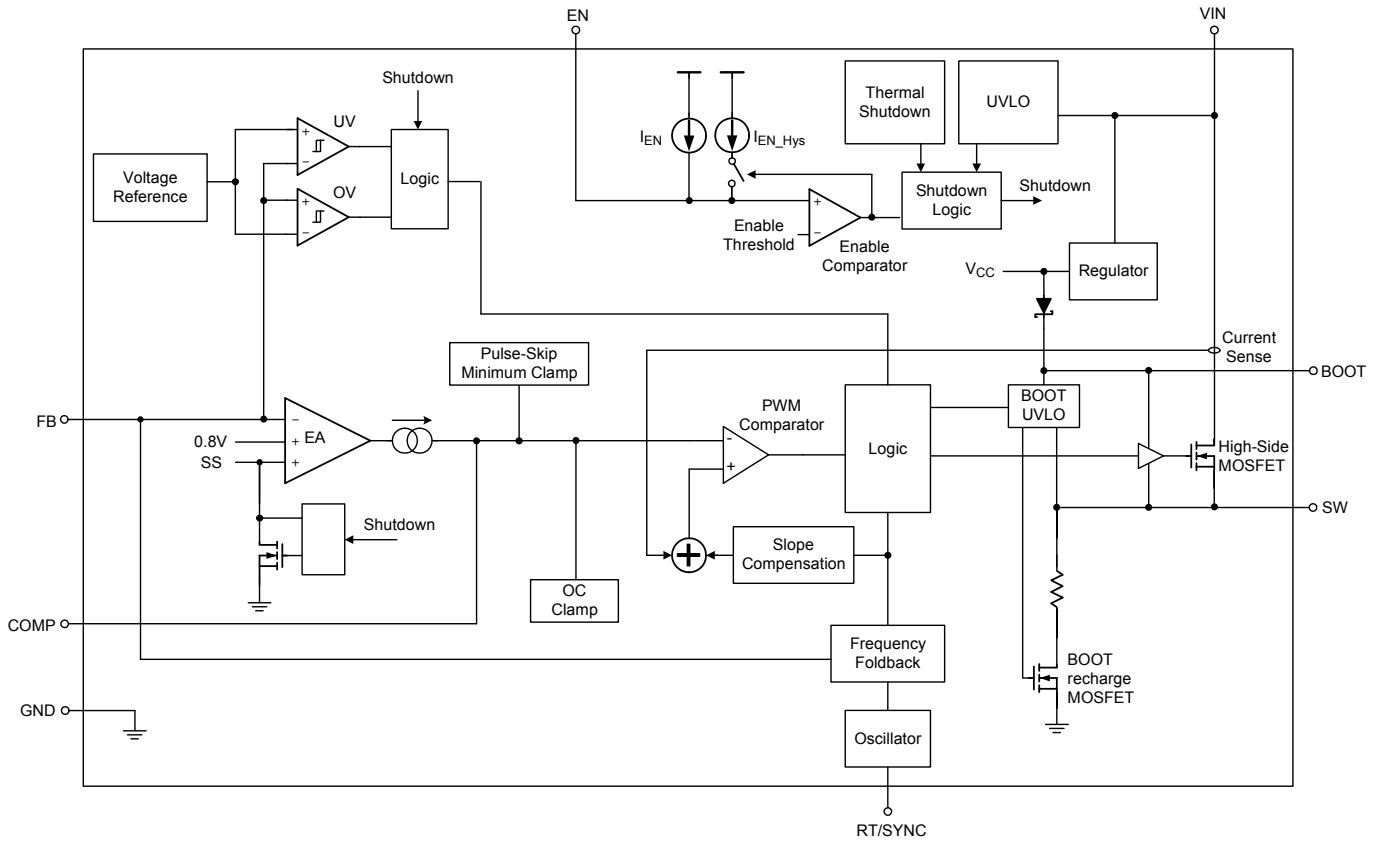 EN
VIN
Shutdown
Thermal
Shutdown
UVLO
UV
+
−
I_EN
I_EN_Hys
Voltage
Reference
Logic
OV
+
−
Shutdown
Logic
Shutdown
Enable
Threshold
+
−
Enable
Comparator
V_CC
Regulator
Current
Sense
Pulse-Skip
Minimum Clamp
BOOT
BOOT
UVLO
PWM
Comparator
FB
−
EA
+
+
0.8V
SS
-
+
Logic
High-Side
MOSFET
SW
Shutdown
+
Slope
Compensation
OC
Clamp
COMP
Frequency
Foldback
BOOT
recharge
MOSFET
GND
Oscillator
RT/SYNC